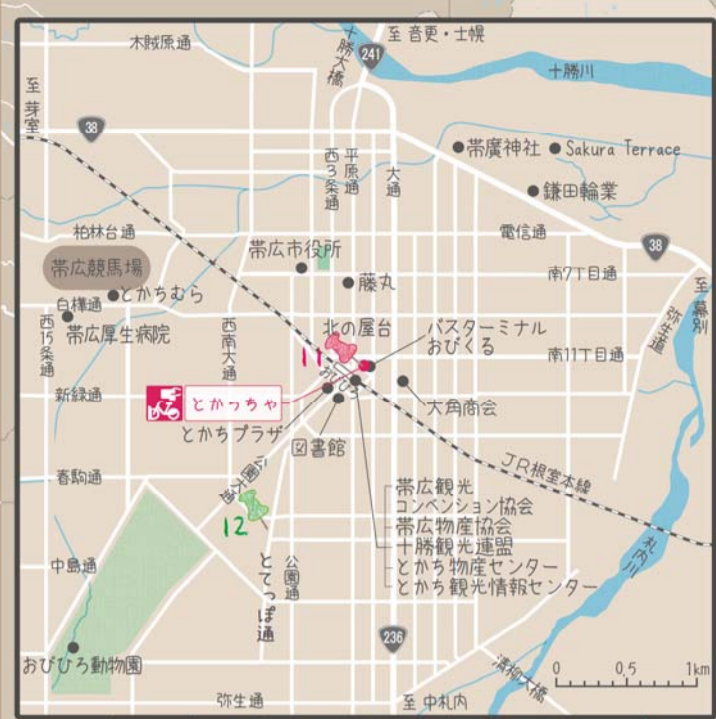 木賊原通
十勝大橋
241
至 音更・士幌
十勝川
至 芽室
38
西3条通
平原通
大通
帯廣神社
Sakura Terrace
鎌田輪業
柏林台通
電信通
38
帯広市役所
帯広競馬場
とかちむら
藤丸
南7丁目通
至 幕別
白樺通
帯広厚生病院
西15条通
西南大通
北の屋台
11
おびひろ
バスターミナル
おびくる
南11丁目通
弥生道
新緑通
とかっちゃ
大角商会
とかちプラザ
図書館
春駒通
公園大通
12
JR根室本線
帯広観光
コンベンション協会
帯広物産協会
十勝観光連盟
とかち物産センター
とかち観光情報センター
中島通
公園通
とてっぽ通
札内川
236
おびひろ動物園
清柳大橋
0 0.5 1km
弥生通
至 中札内